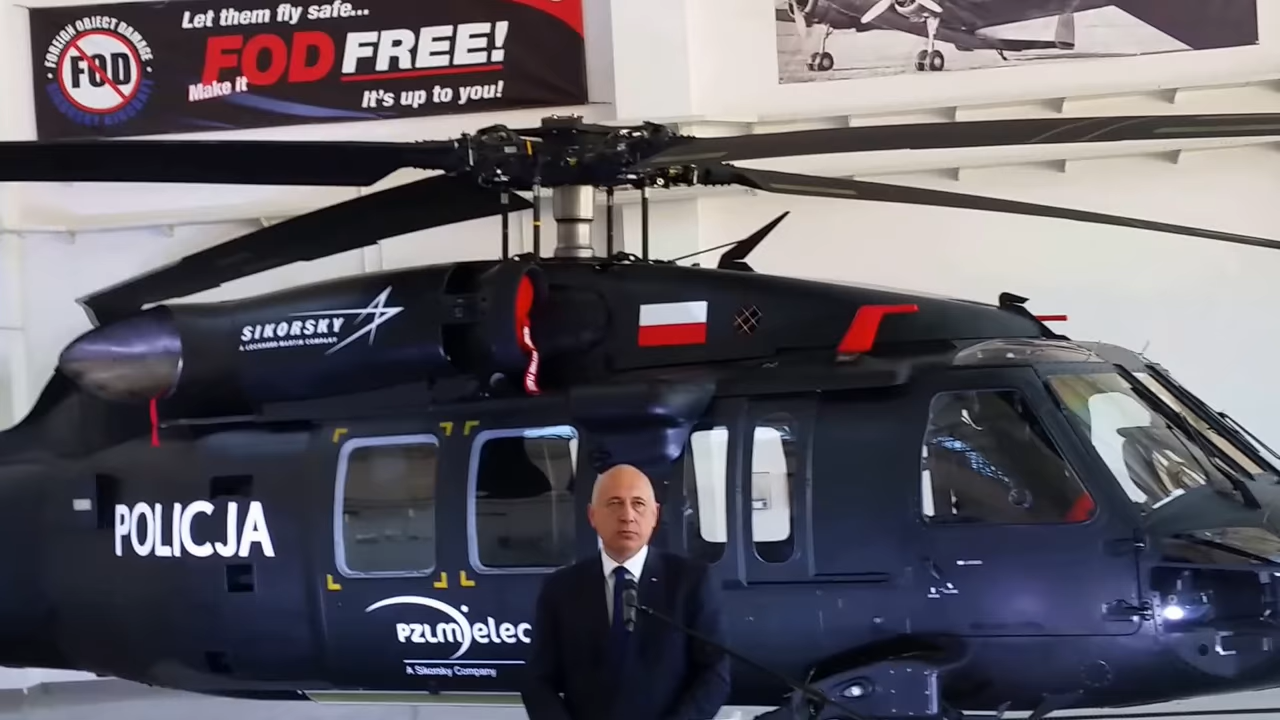 FOREIGN OBJECT DAMAGE
FOD
Let them fly safe...
Make it FOD FREE!
It's up to you!
SIKORSKY
A LOCKHEED MARTIN COMPANY
POLICJA
PZL mielec
A Sikorsky Company